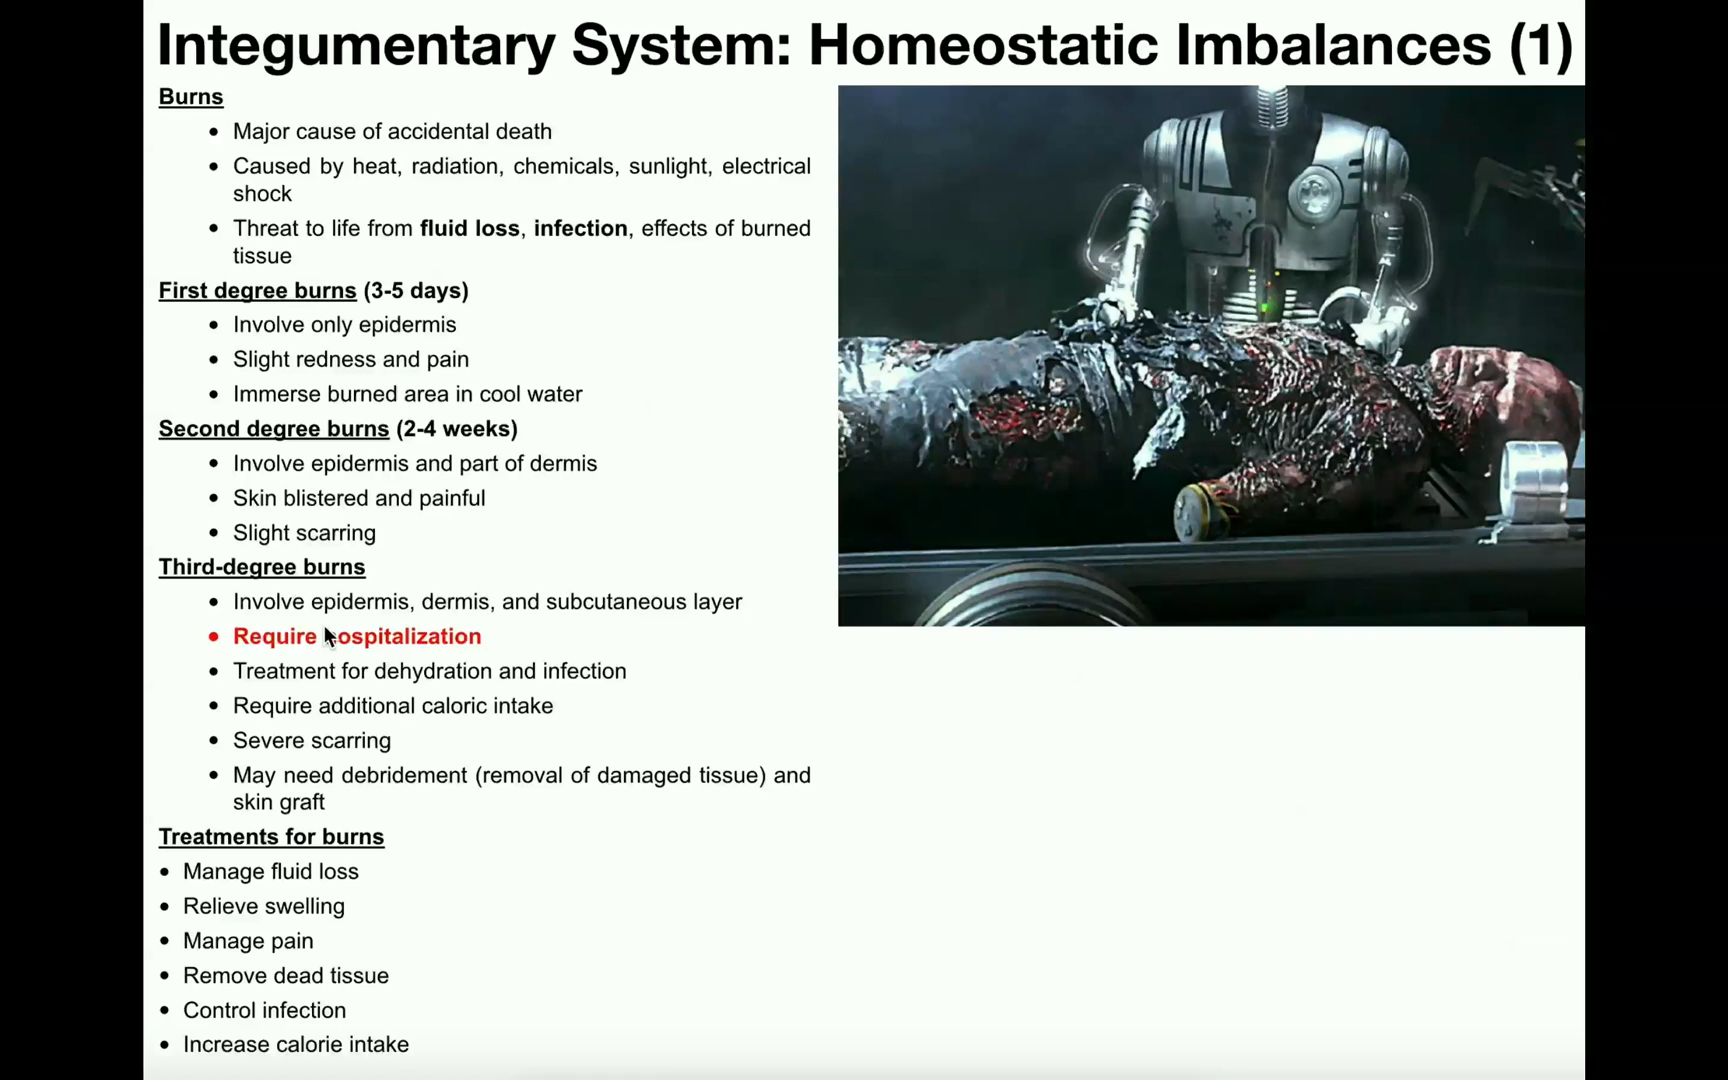 Integumentary System: Homeostatic Imbalances (1)
Burns
• Major cause of accidental death
• Caused by heat, radiation, chemicals, sunlight, electrical
shock
• Threat to life from fluid loss, infection, effects of burned
tissue
First degree burns (3-5 days)
• Involve only epidermis
• Slight redness and pain
• Immerse burned area in cool water
Second degree burns (2-4 weeks)
• Involve epidermis and part of dermis
• Skin blistered and painful
• Slight scarring
Third-degree burns
• Involve epidermis, dermis, and subcutaneous layer
• Require hospitalization
• Treatment for dehydration and infection
• Require additional caloric intake
• Severe scarring
• May need debridement (removal of damaged tissue) and
skin graft
Treatments for burns
• Manage fluid loss
• Relieve swelling
• Manage pain
• Remove dead tissue
• Control infection
• Increase calorie intake